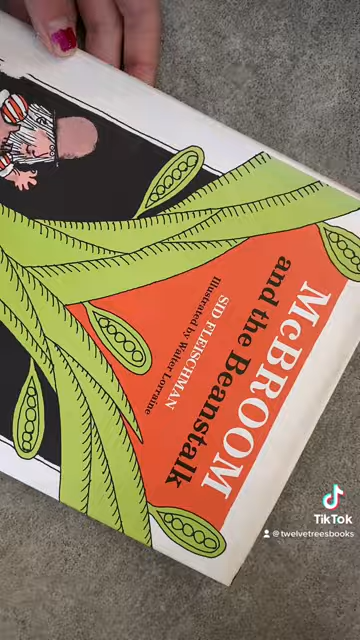 McBROOM
and the Beanstalk
SID FLEISCHMAN
Illustrated by Walter Lorraine
TikTok
@twelvetreesbooks